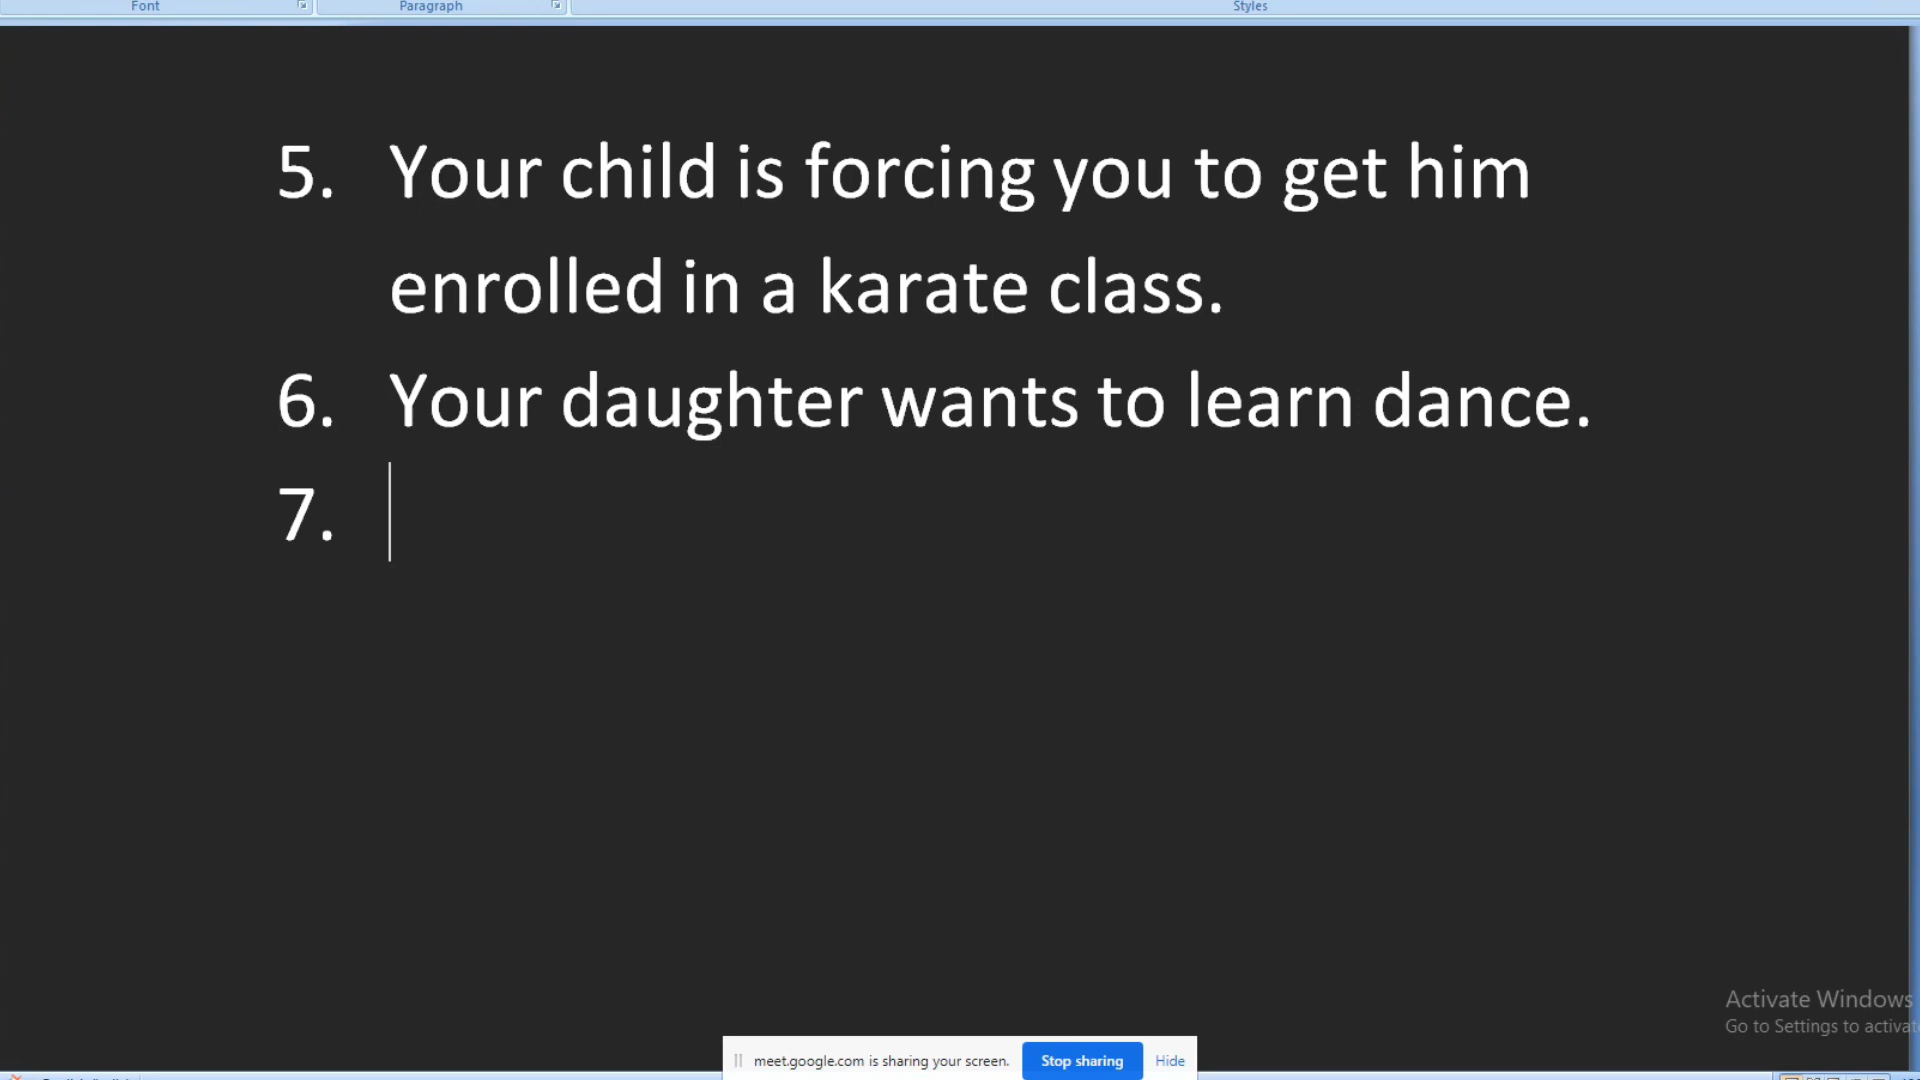 Font Paragraph Styles
5. Your child is forcing you to get him
enrolled in a karate class.
6. Your daughter wants to learn dance.
7.
Activate Windows
Go to Settings to
meet.google.com is sharing your screen. Stop sharing Hide